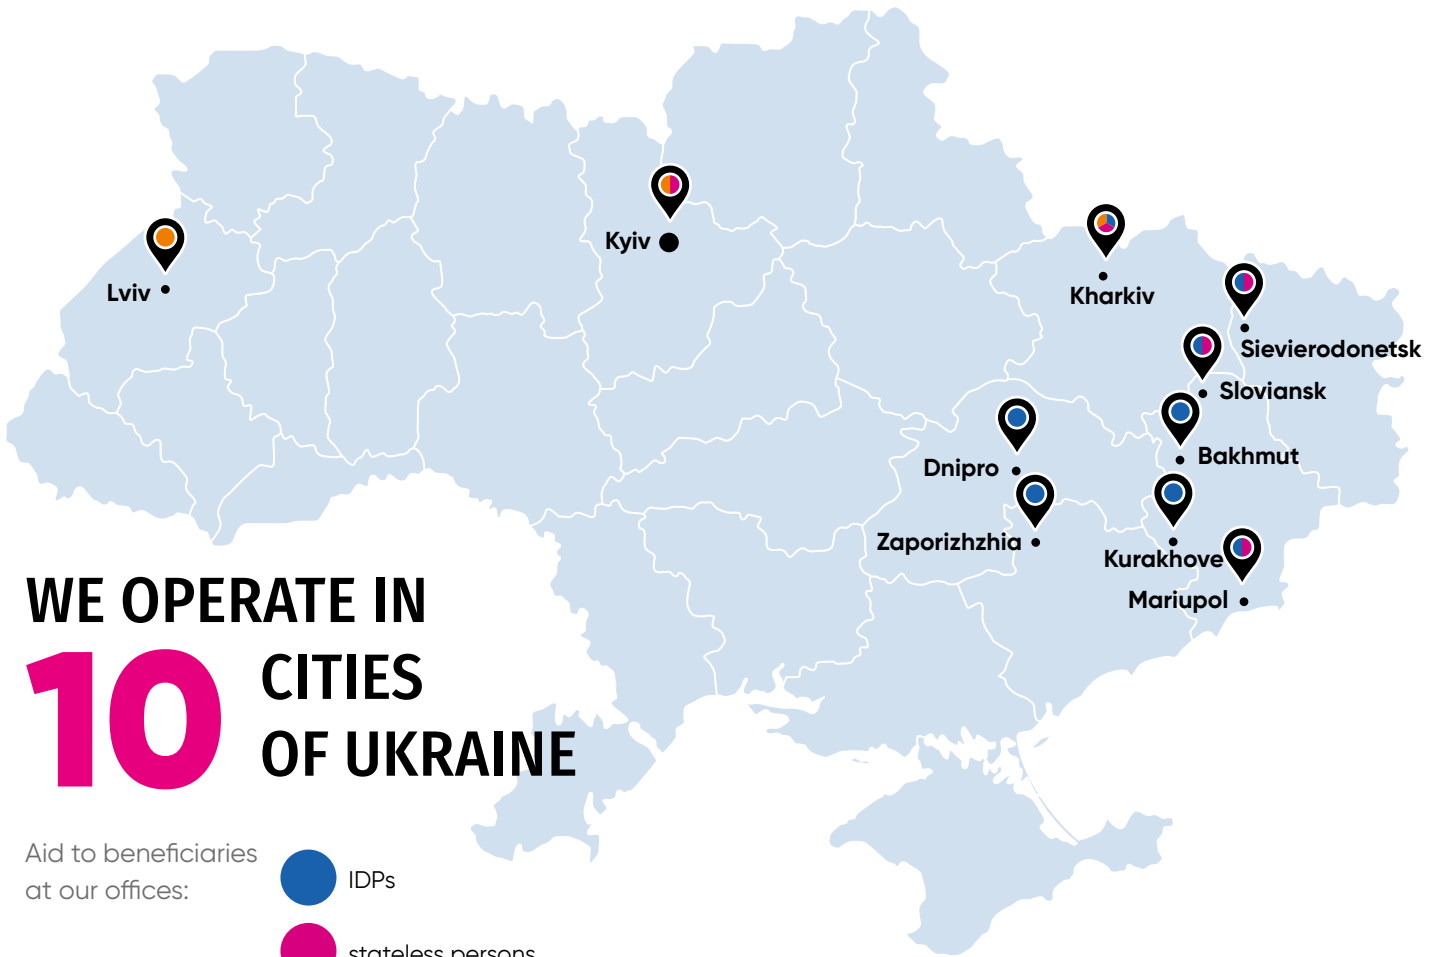 Kyiv
Lviv
Kharkiv
Sievierodonetsk
Sloviansk
Bakhmut
Dnipro
Zaporizhzhia
Kurakhove
Mariupol
WE OPERATE IN
10 CITIES
OF UKRAINE
Aid to beneficiaries
at our offices:
IDPs
stateless persons